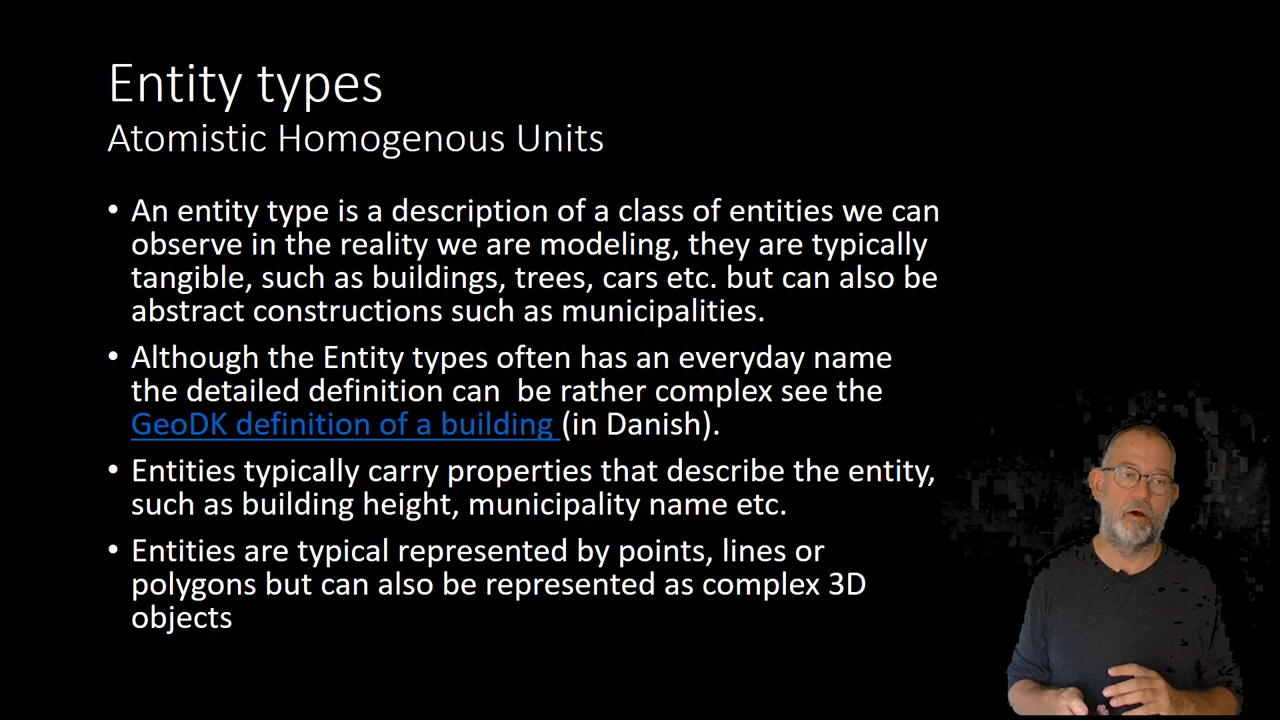 Entity types
Atomistic Homogenous Units
• An entity type is a description of a class of entities we can
observe in the reality we are modeling, they are typically
tangible, such as buildings, trees, cars etc. but can also be
abstract constructions such as municipalities.
• Although the Entity types often has an everyday name
the detailed definition can  be rather complex see the
GeoDK definition of a building (in Danish).
• Entities typically carry properties that describe the entity,
such as building height, municipality name etc.
• Entities are typical represented by points, lines or
polygons but can also be represented as complex 3D
objects